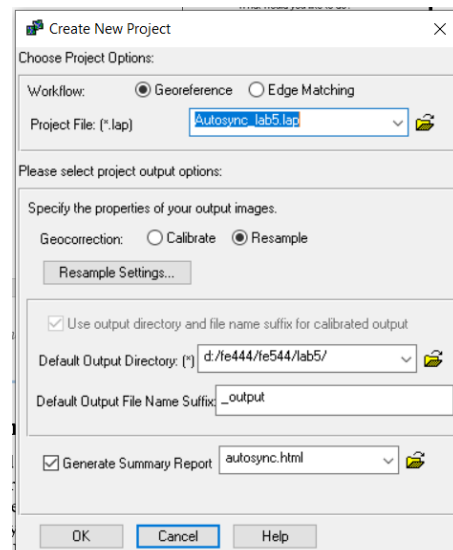 Create New Project
Choose Project Options:
Workflow: Georeference Edge Matching
Project File: (*.lap) Autosync_lab5.lap
Please select project output options:
Specify the properties of your output images.
Geocorrection: Calibrate Resample
Resample Settings...
Use output directory and file name suffix for calibrated output
Default Output Directory: (*) d:/fe444/fe544/lab5/
Default Output File Name Suffix: _output
Generate Summary Report autosync.html
OK Cancel Help